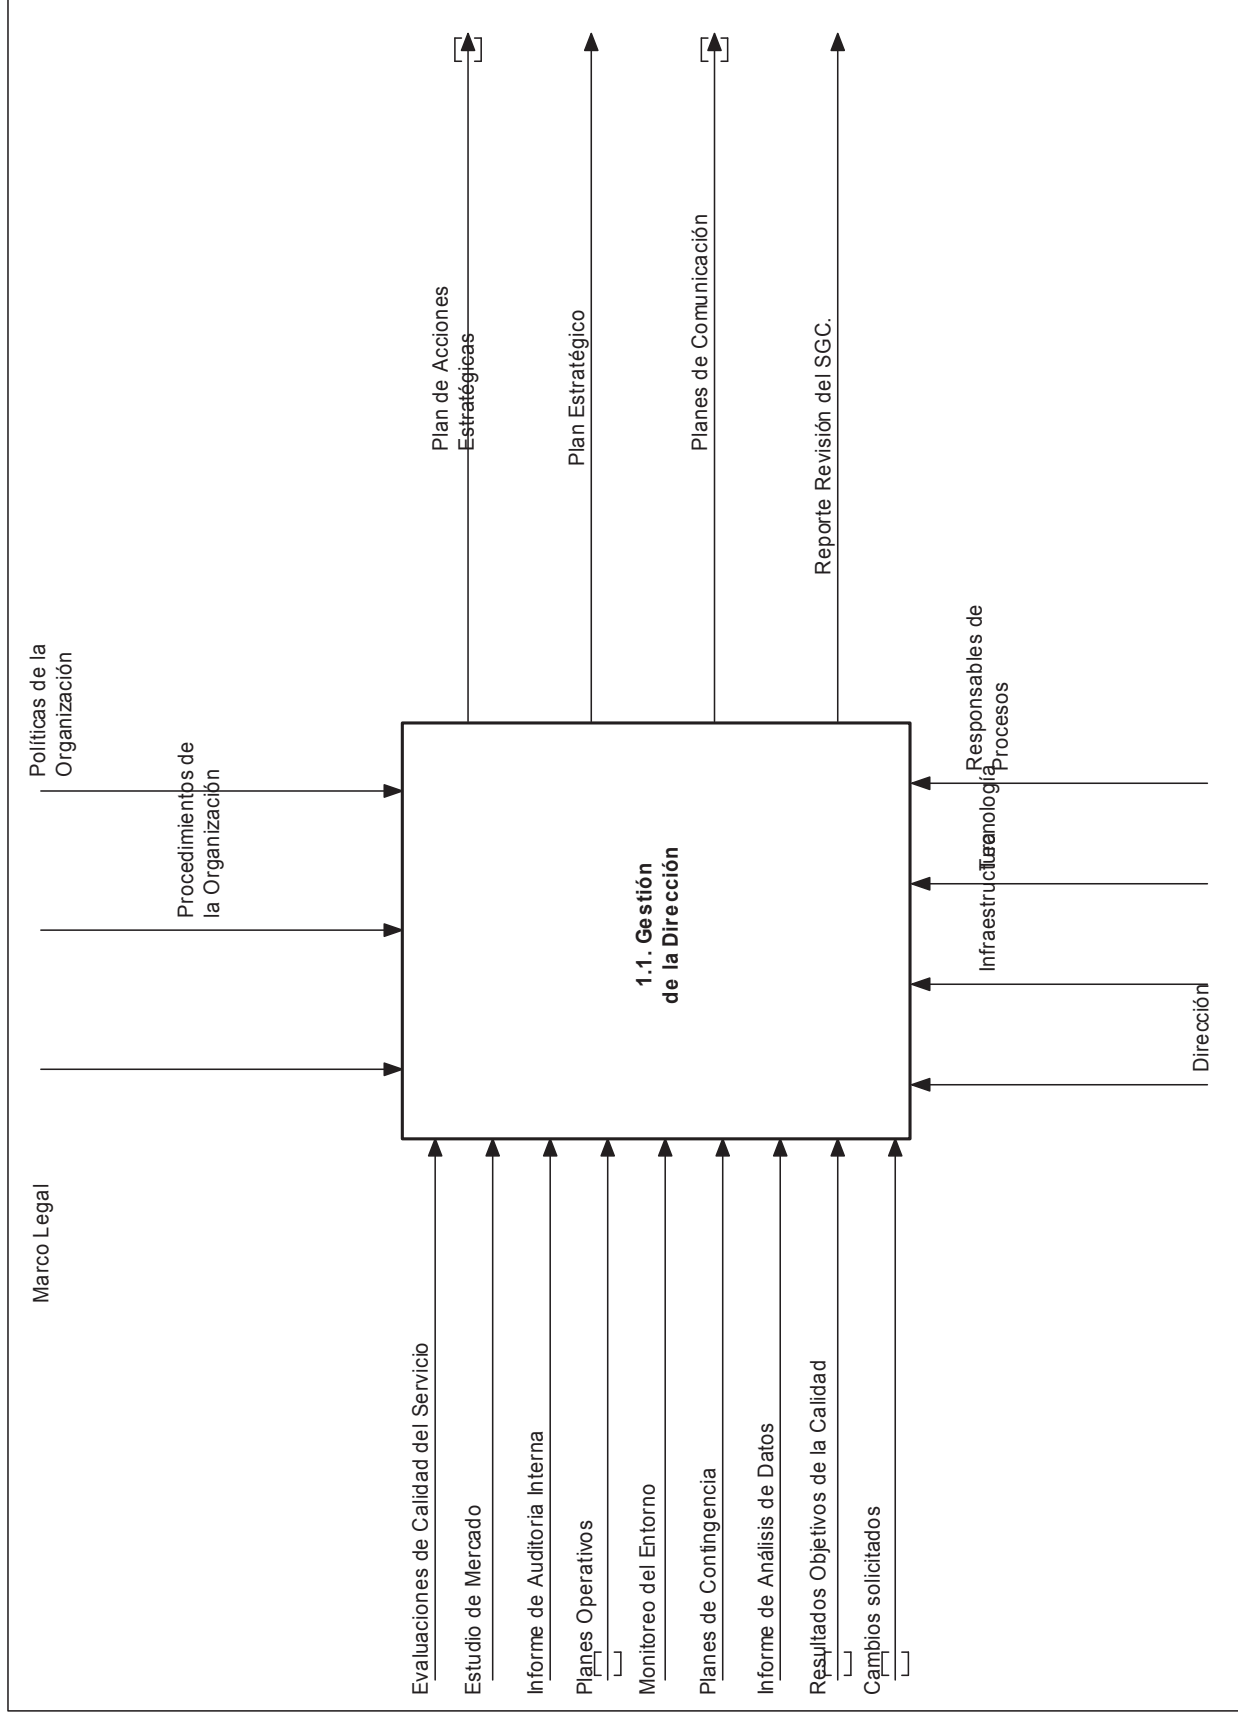 Marco Legal
Procedimientos de
la Organización
Políticas de la
Organización
Evaluaciones de Calidad del Servicio
Estudio de Mercado
Informe de Auditoria Interna
Planes Operativos
Monitoreo del Entorno
Planes de Contingencia
Informe de Análisis de Datos
Resultados Objetivos de la Calidad
Cambios solicitados
1.1. Gestión
de la Dirección
Plan de Acciones
Estratégicas
Plan Estratégico
Planes de Comunicación
Reporte Revisión del SGC.
Dirección
Infraestructura
Tecnología
Responsables de
Procesos